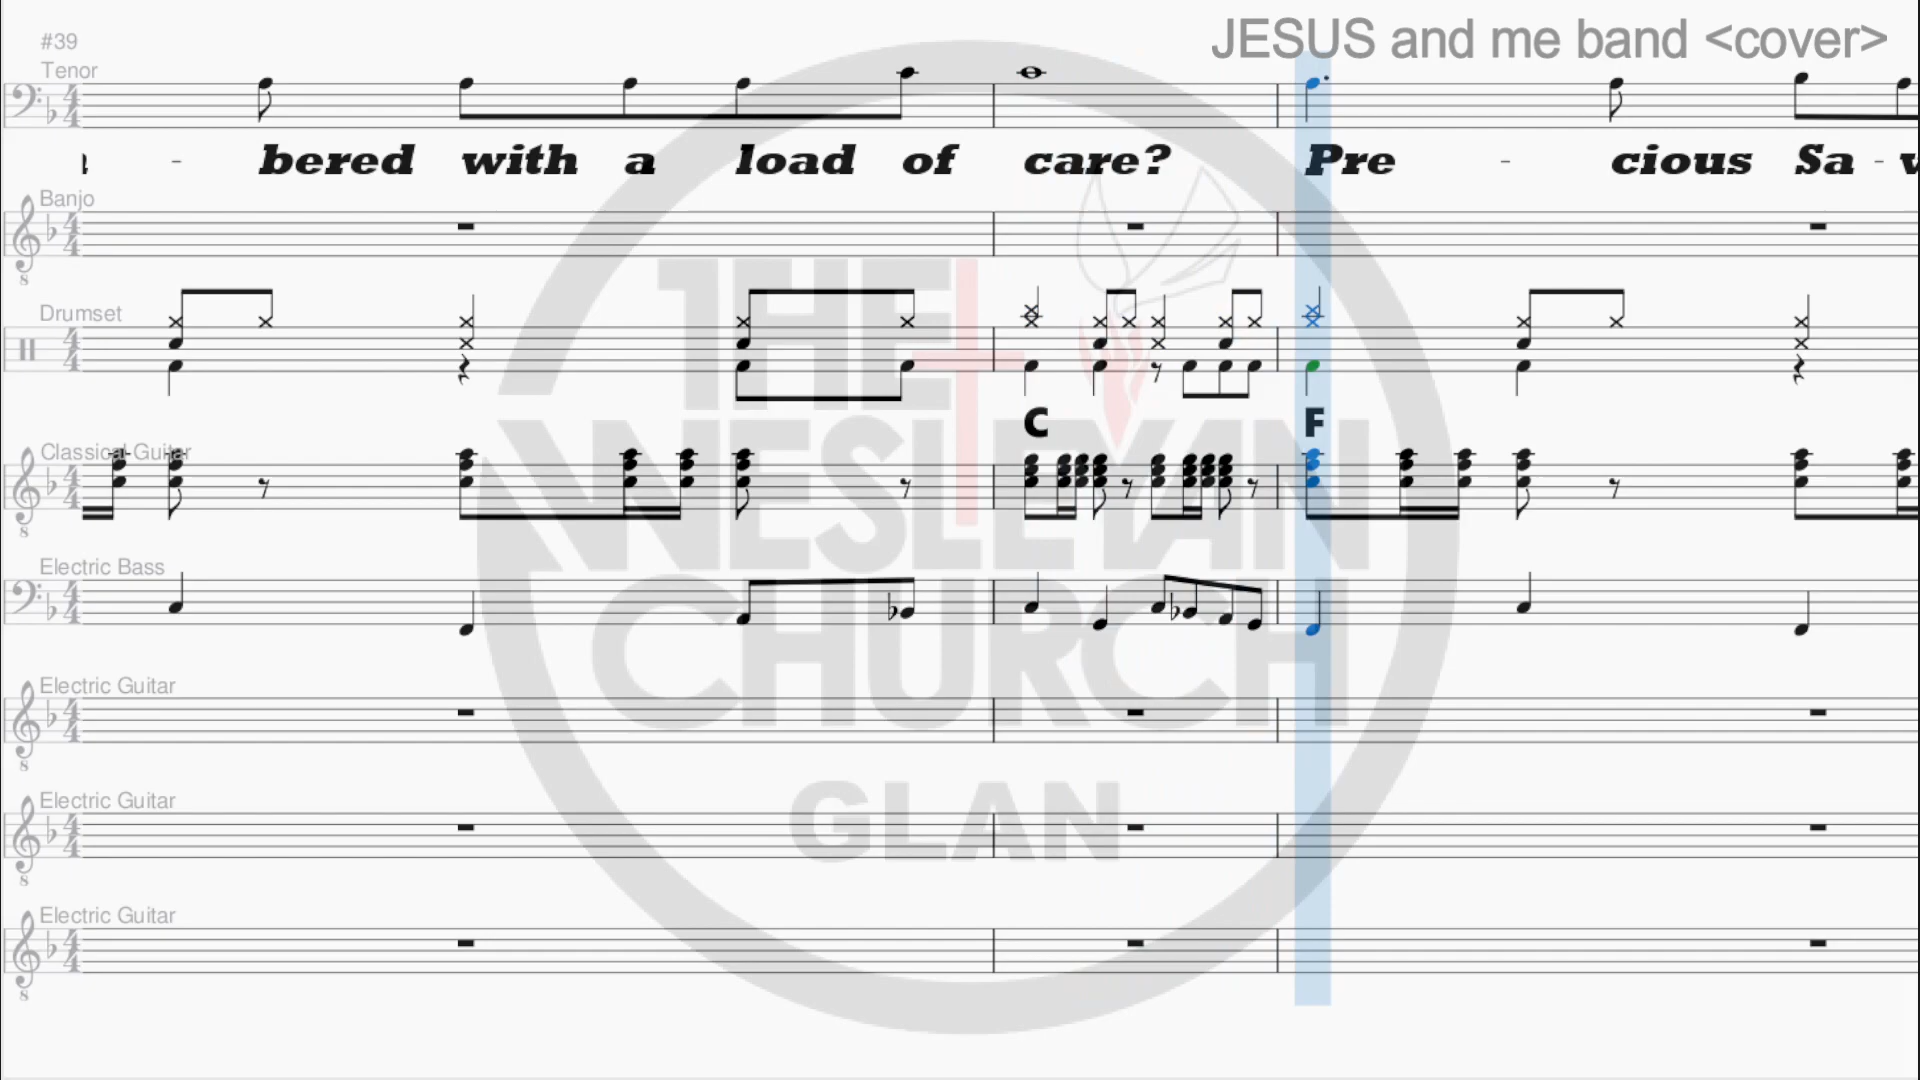 JESUS and me band <cover>
#39
Tenor
- bered with a load of care? Pre - cious Sa -
Banjo
Drumset
C F
Classical Guitar
Electric Bass
Electric Guitar
Electric Guitar
Electric Guitar
THE
WESLEYAN
CHURCH
GLAN